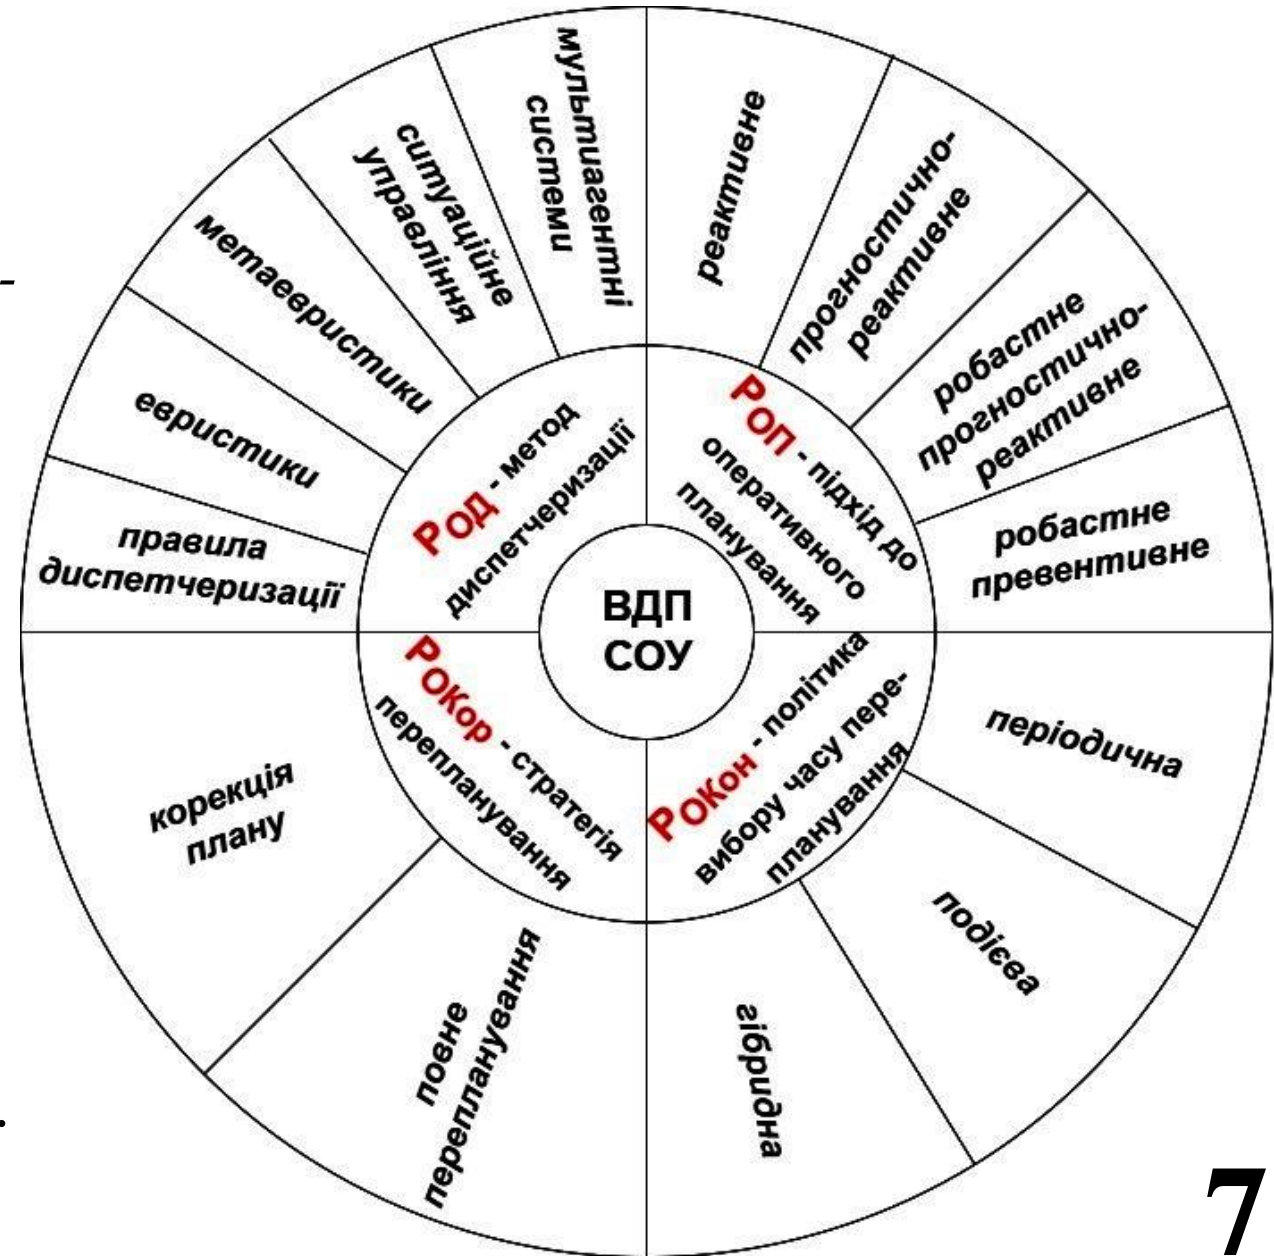 ВДП
СОУ
РОП - підхід до
оперативного
планування
реактивне
прогностично-
реактивне
робастне
прогностично-
реактивне
робастне
превентивне
РОКон - політика
вибору часу пере-
планування
періодична
подієва
гібридна
РОКор - стратегія
перепланування
повне
перепланування
корекція
плану
РОД - метод
диспетчеризації
правила
диспетчеризації
евристики
метаевристики
ситуаційне
управління
мультиагентні
системи
-
.
7